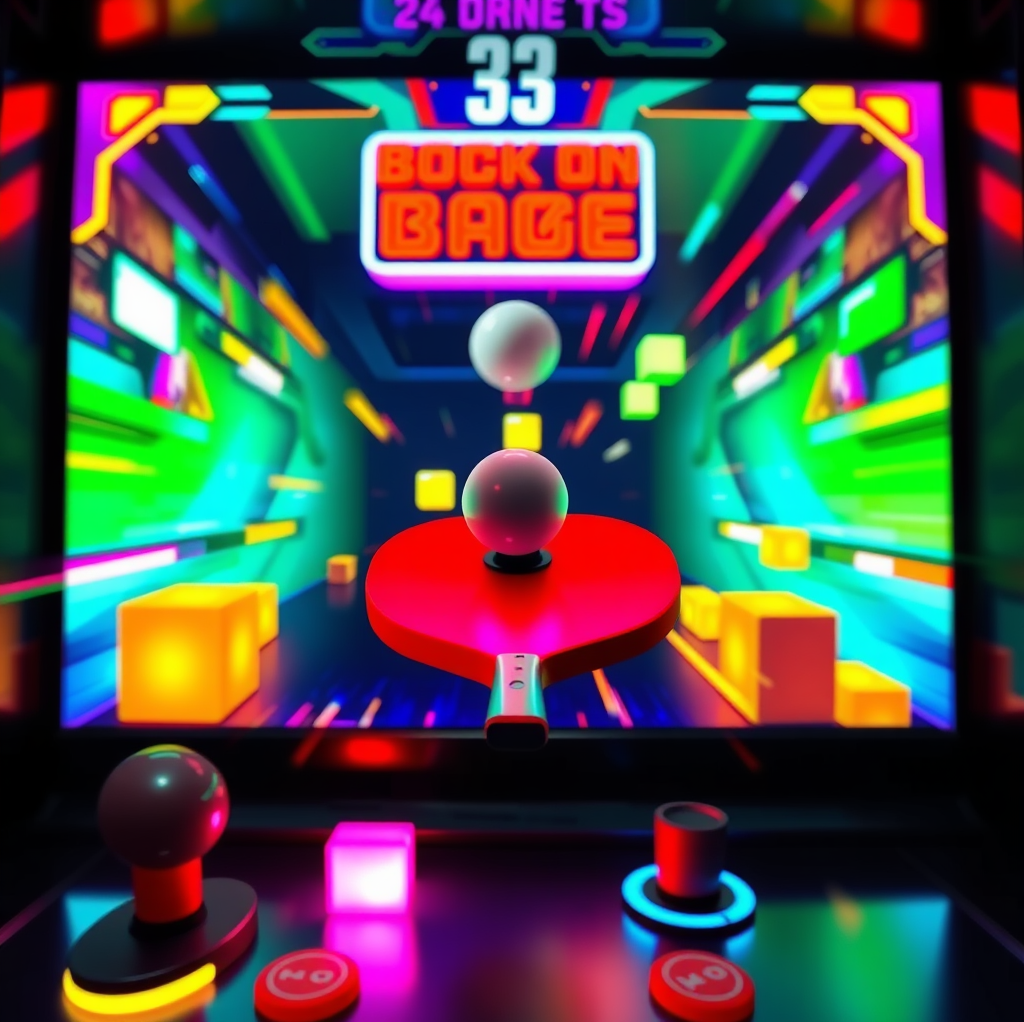 24 ORNE TS
33
BOCK ON
BAGE